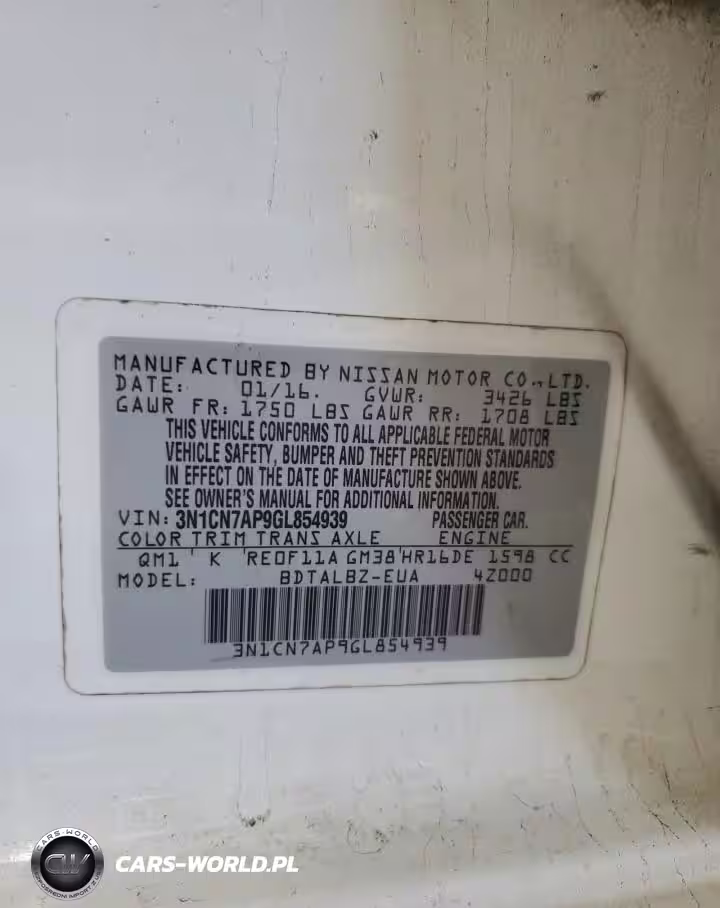 MANUFACTURED BY NISSAN MOTOR CO., LTD.
DATE: 01/16. GVWR: 3426 LBS
GAWR FR: 1750 LBS GAWR RR: 1708 LBS
THIS VEHICLE CONFORMS TO ALL APPLICABLE FEDERAL MOTOR
VEHICLE SAFETY, BUMPER AND THEFT PREVENTION STANDARDS
IN EFFECT ON THE DATE OF MANUFACTURE SHOWN ABOVE.
SEE OWNER'S MANUAL FOR ADDITIONAL INFORMATION.
VIN: 3N1CN7AP9GL854939 PASSENGER CAR.
COLOR TRIM TRANS AXLE ENGINE
QM1 K RE0F11A GM38 HR16DE 1598 CC
MODEL: BDTALBZ-EUA 4Z000
3N1CN7AP9GL854939
CARS-WORLD
CW
CARS-WORLD.PL